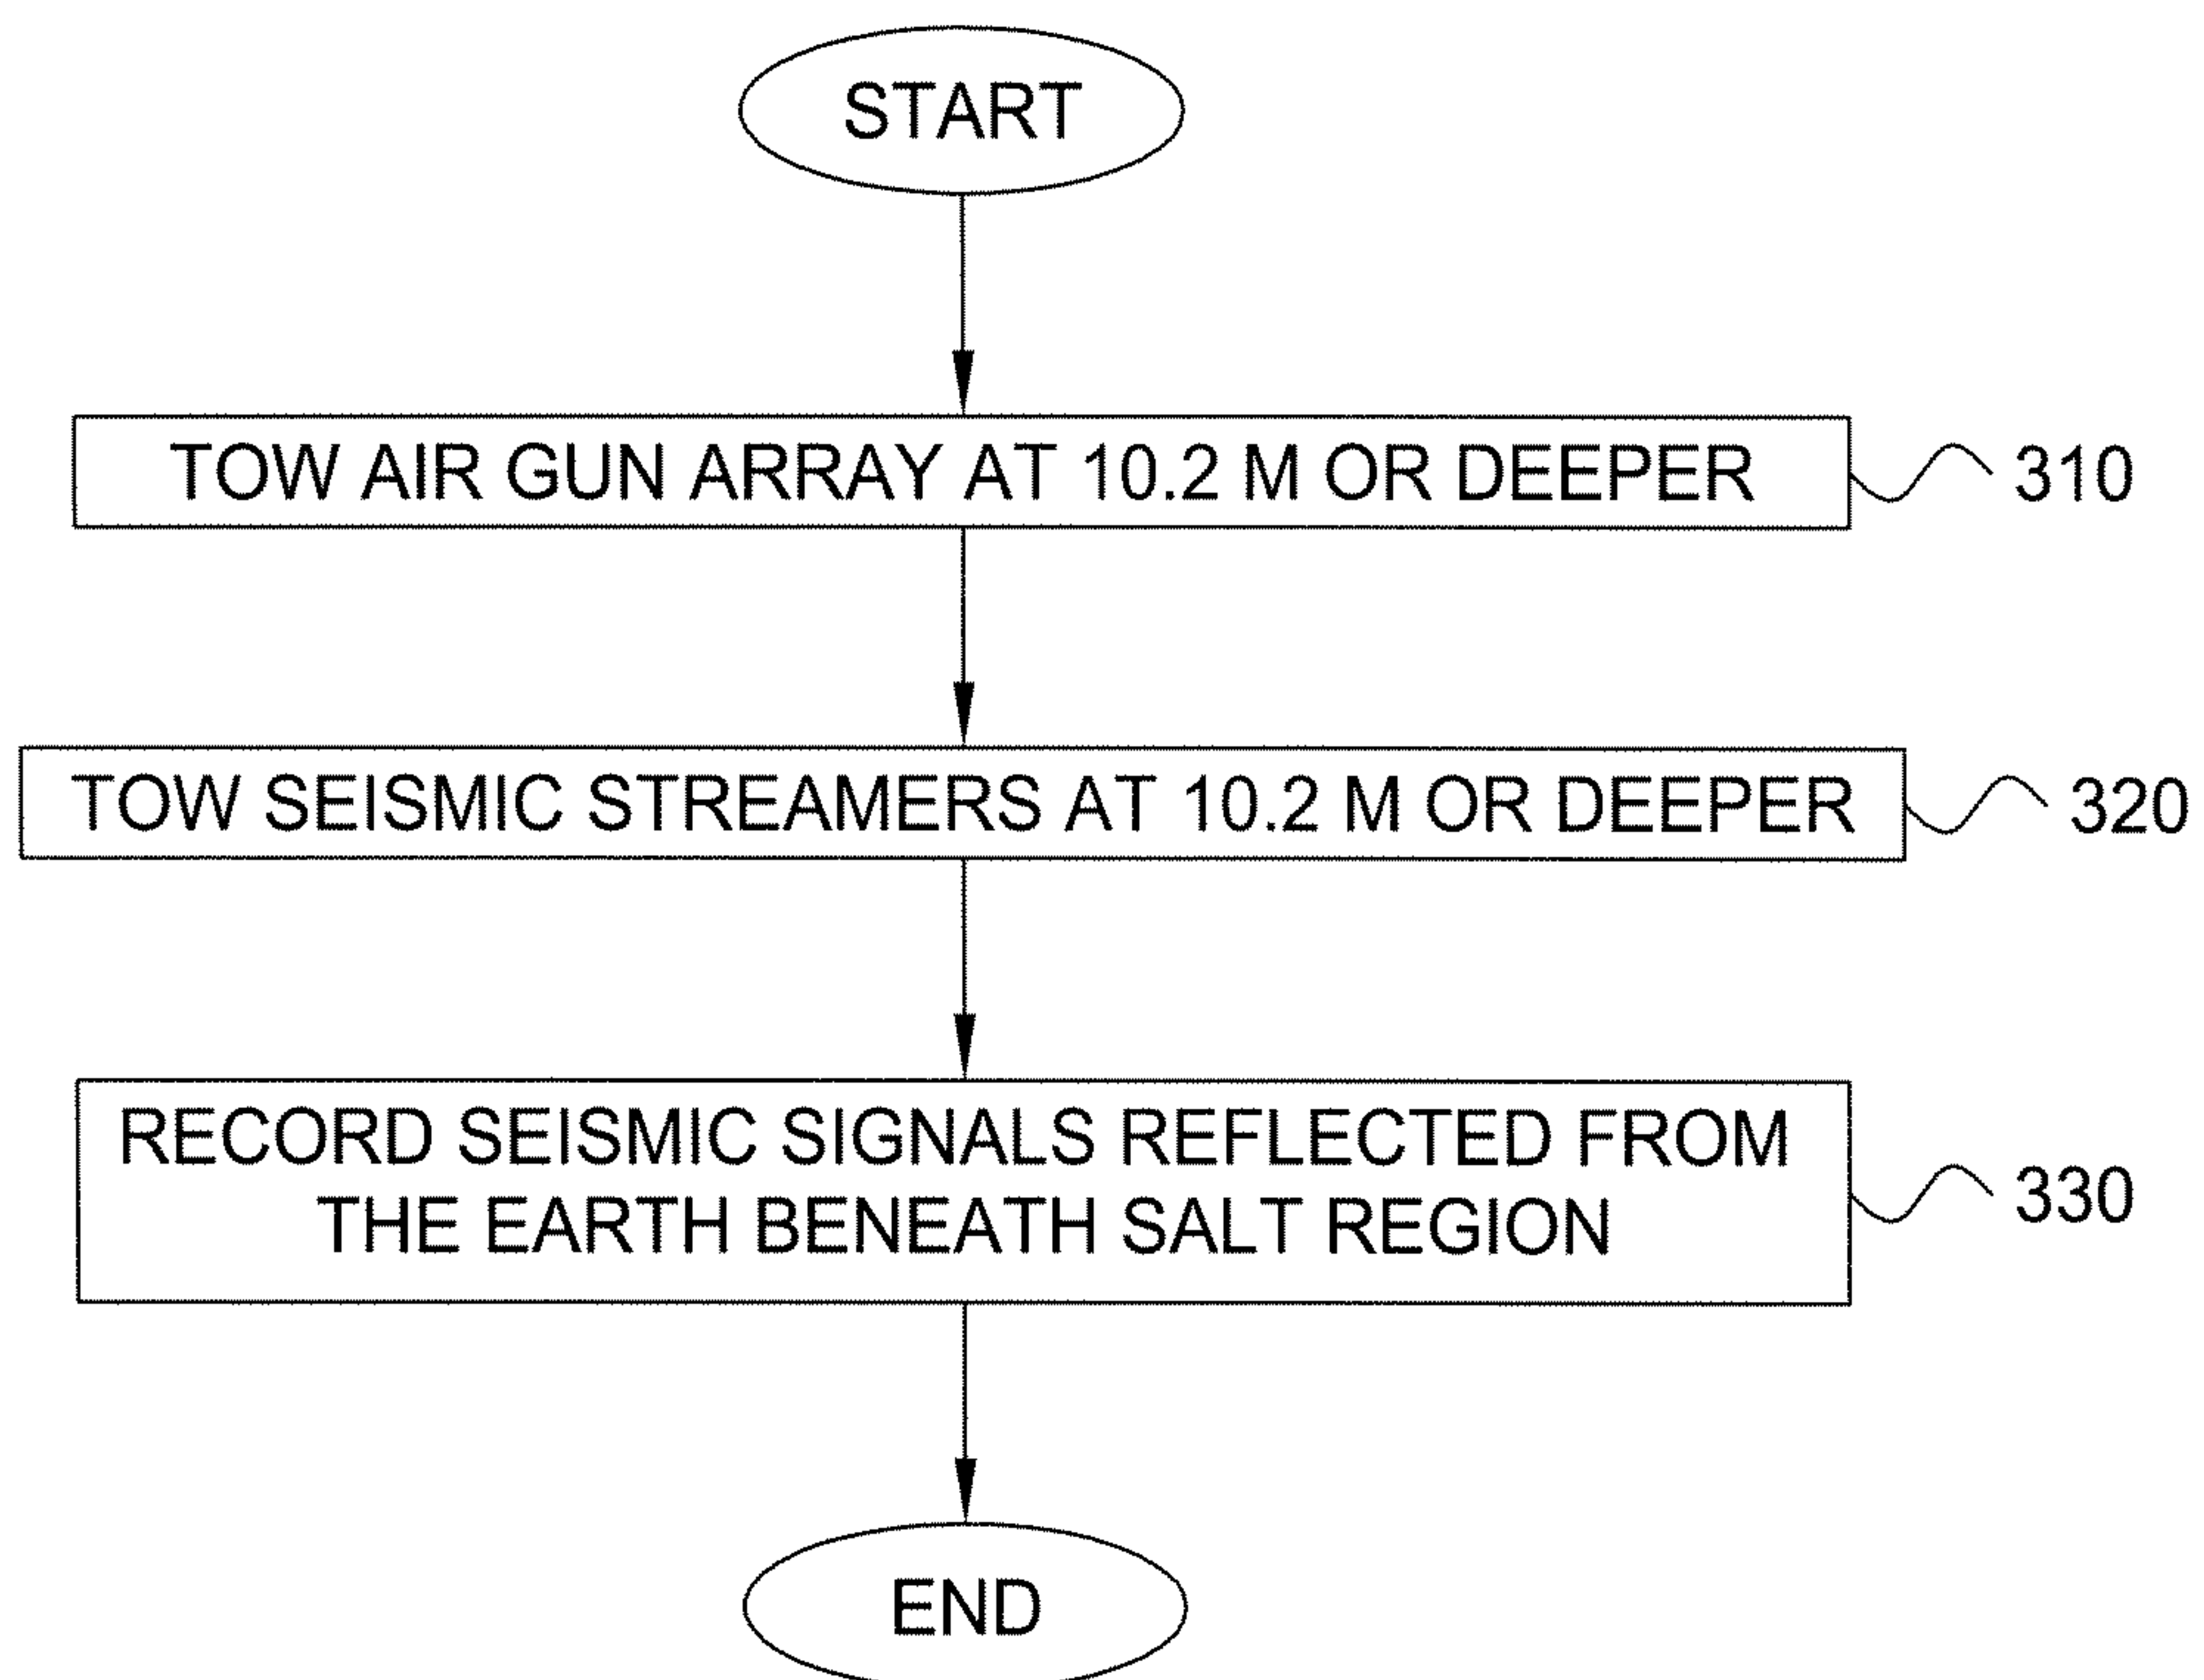 START
TOW AIR GUN ARRAY AT 10.2 M OR DEEPER
310
TOW SEISMIC STREAMERS AT 10.2 M OR DEEPER
320
RECORD SEISMIC SIGNALS REFLECTED FROM
THE EARTH BENEATH SALT REGION
330
END